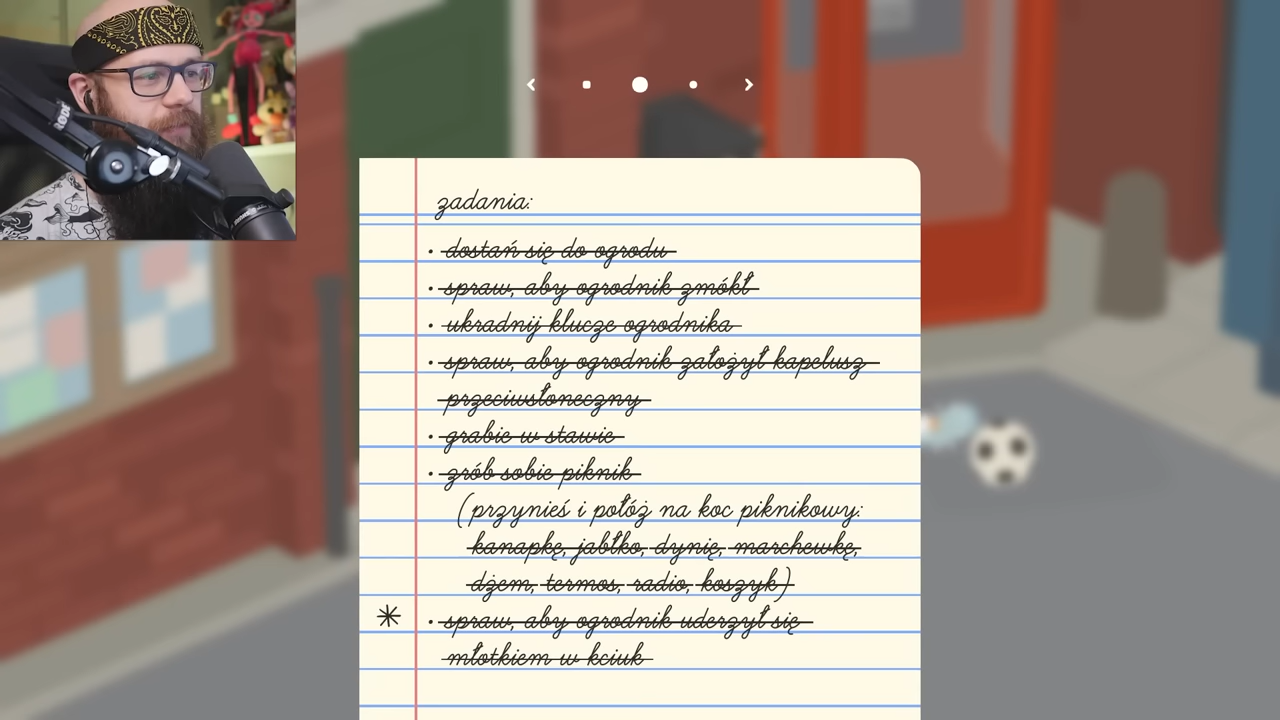 RODE
zadania:
• dostań się do ogrodu
• spraw, aby ogrodnik zmókł
• ukradnij klucze ogrodnika
• spraw, aby ogrodnik założył kapelusz
przeciwsłoneczny
• grabie w stawie
• zrób sobie piknik
(przynieś i połóż na koc piknikowy:
kanapkę, jabłko, dynię, marchewkę,
dżem, termos, radio, koszyk)
• spraw, aby ogrodnik uderzył się
młotkiem w kciuk